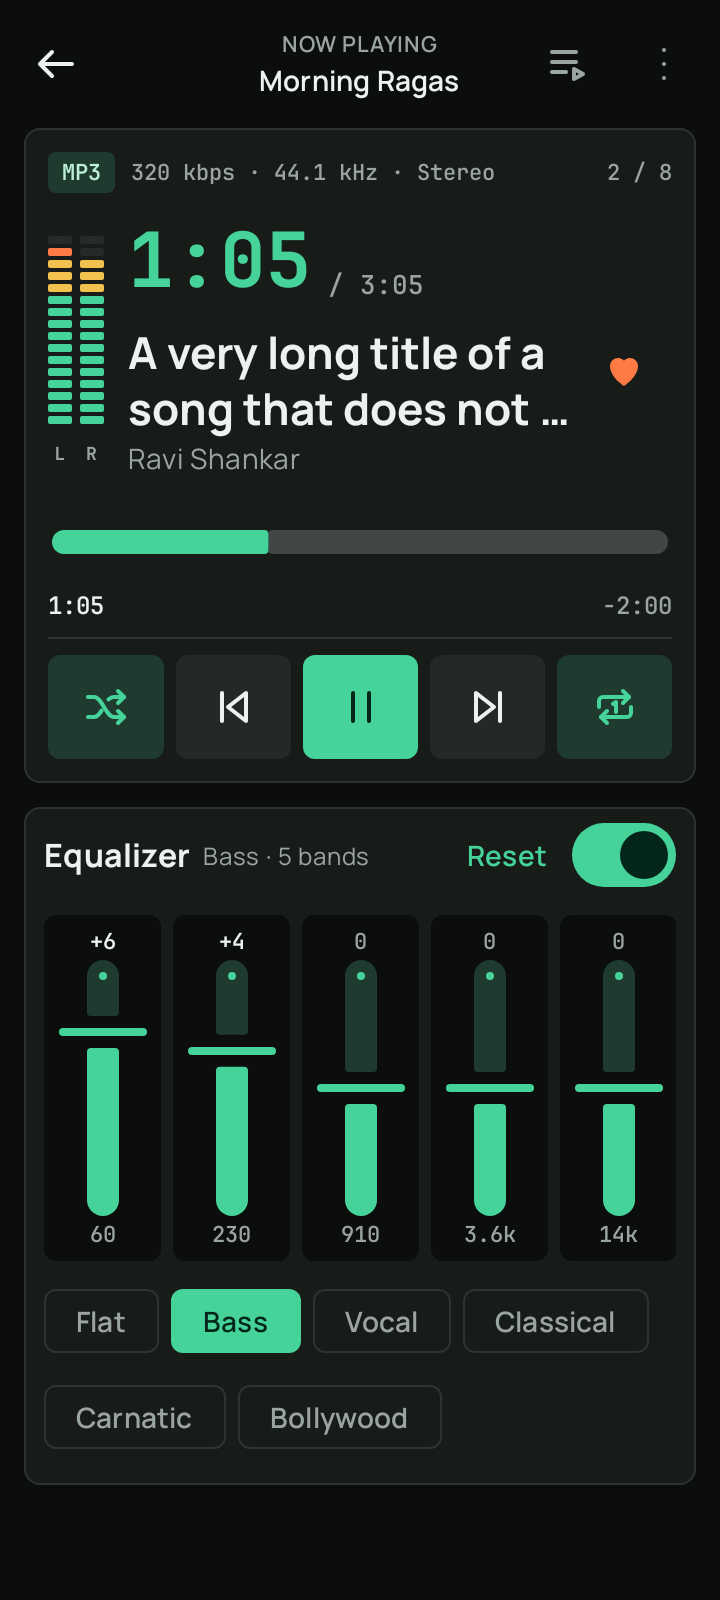 NOW PLAYING
Morning Ragas
MP3 320 kbps · 44.1 kHz · Stereo 2 / 8
1:05 / 3:05
A very long title of a
song that does not …
L R
Ravi Shankar
1:05 -2:00
1
Equalizer Bass · 5 bands Reset
+6 +4 0 0 0
60 230 910 3.6k 14k
Flat Bass Vocal Classical
Carnatic Bollywood